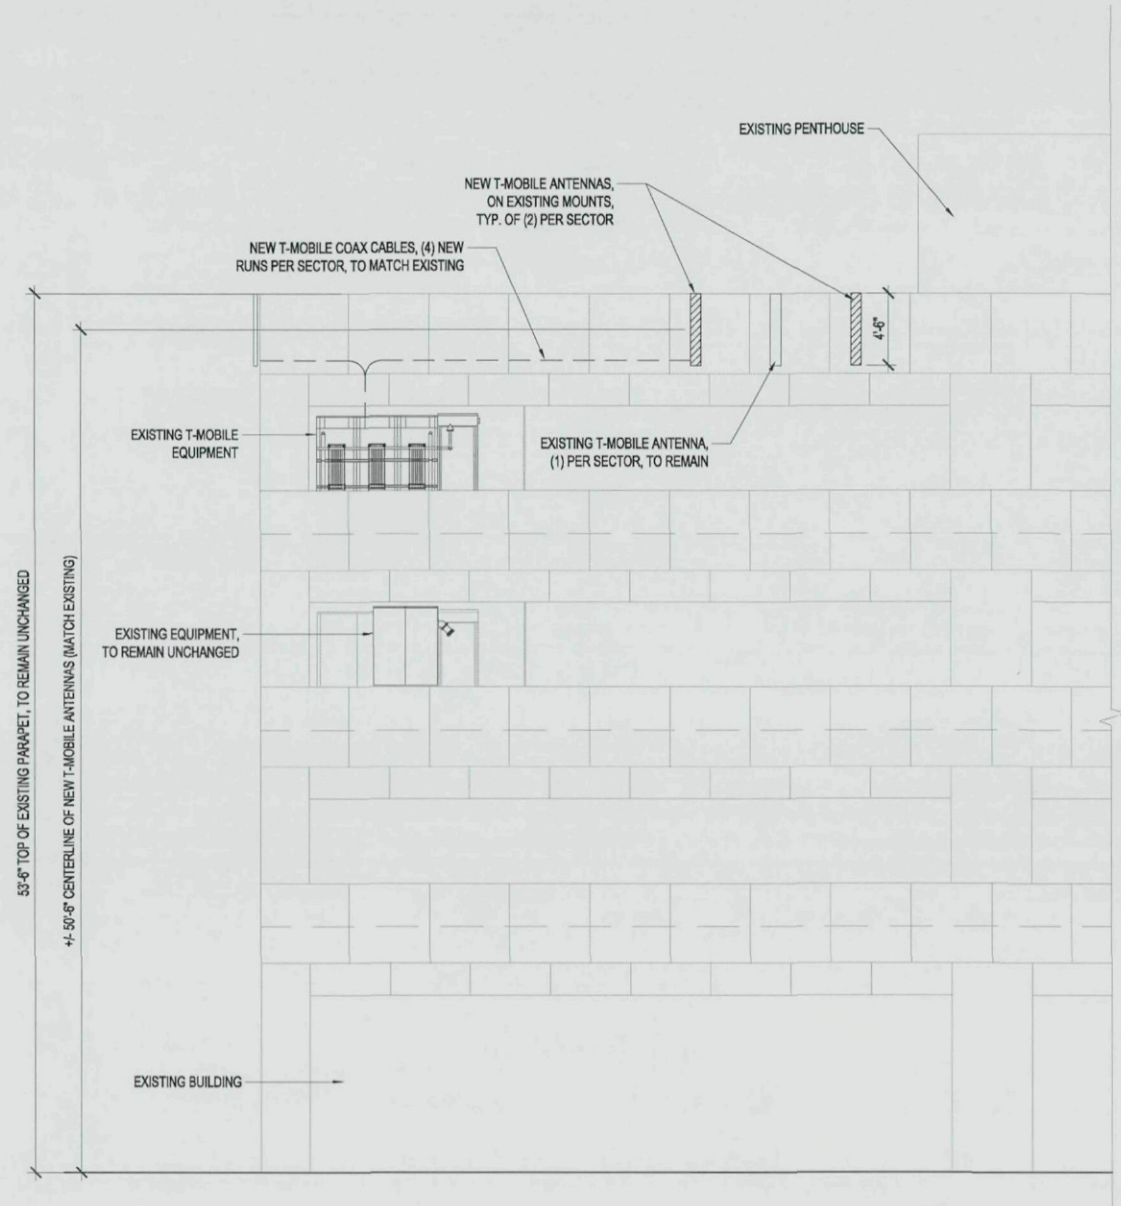 EXISTING PENTHOUSE
NEW T-MOBILE ANTENNAS,
ON EXISTING MOUNTS,
TYP. OF (2) PER SECTOR
NEW T-MOBILE COAX CABLES, (4) NEW
RUNS PER SECTOR, TO MATCH EXISTING
4'-6"
EXISTING T-MOBILE
EQUIPMENT
EXISTING T-MOBILE ANTENNA,
(1) PER SECTOR, TO REMAIN
EXISTING EQUIPMENT,
TO REMAIN UNCHANGED
53'-6" TOP OF EXISTING PARAPET, TO REMAIN UNCHANGED
+/- 50'-6" CENTERLINE OF NEW T-MOBILE ANTENNAS (MATCH EXISTING)
EXISTING BUILDING